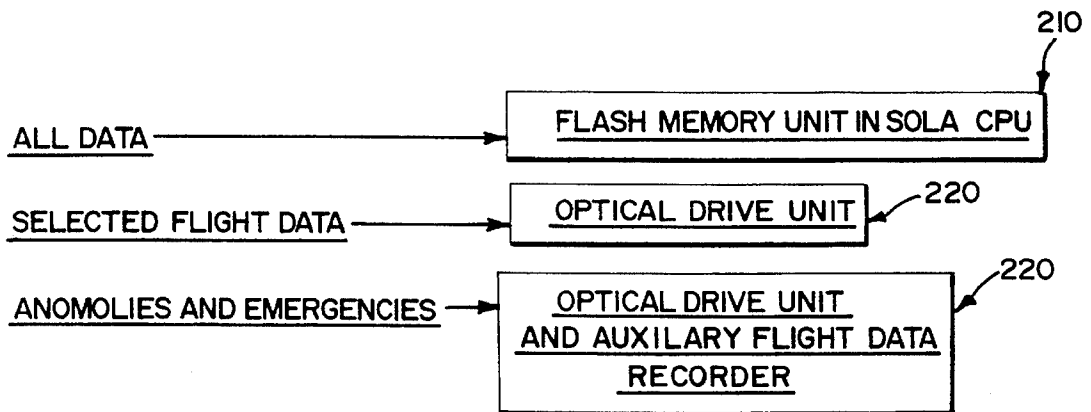 210
ALL DATA
FLASH MEMORY UNIT IN SOLA CPU
SELECTED FLIGHT DATA
OPTICAL DRIVE UNIT
220
ANOMOLIES AND EMERGENCIES
220
OPTICAL DRIVE UNIT
AND AUXILARY FLIGHT DATA
RECORDER